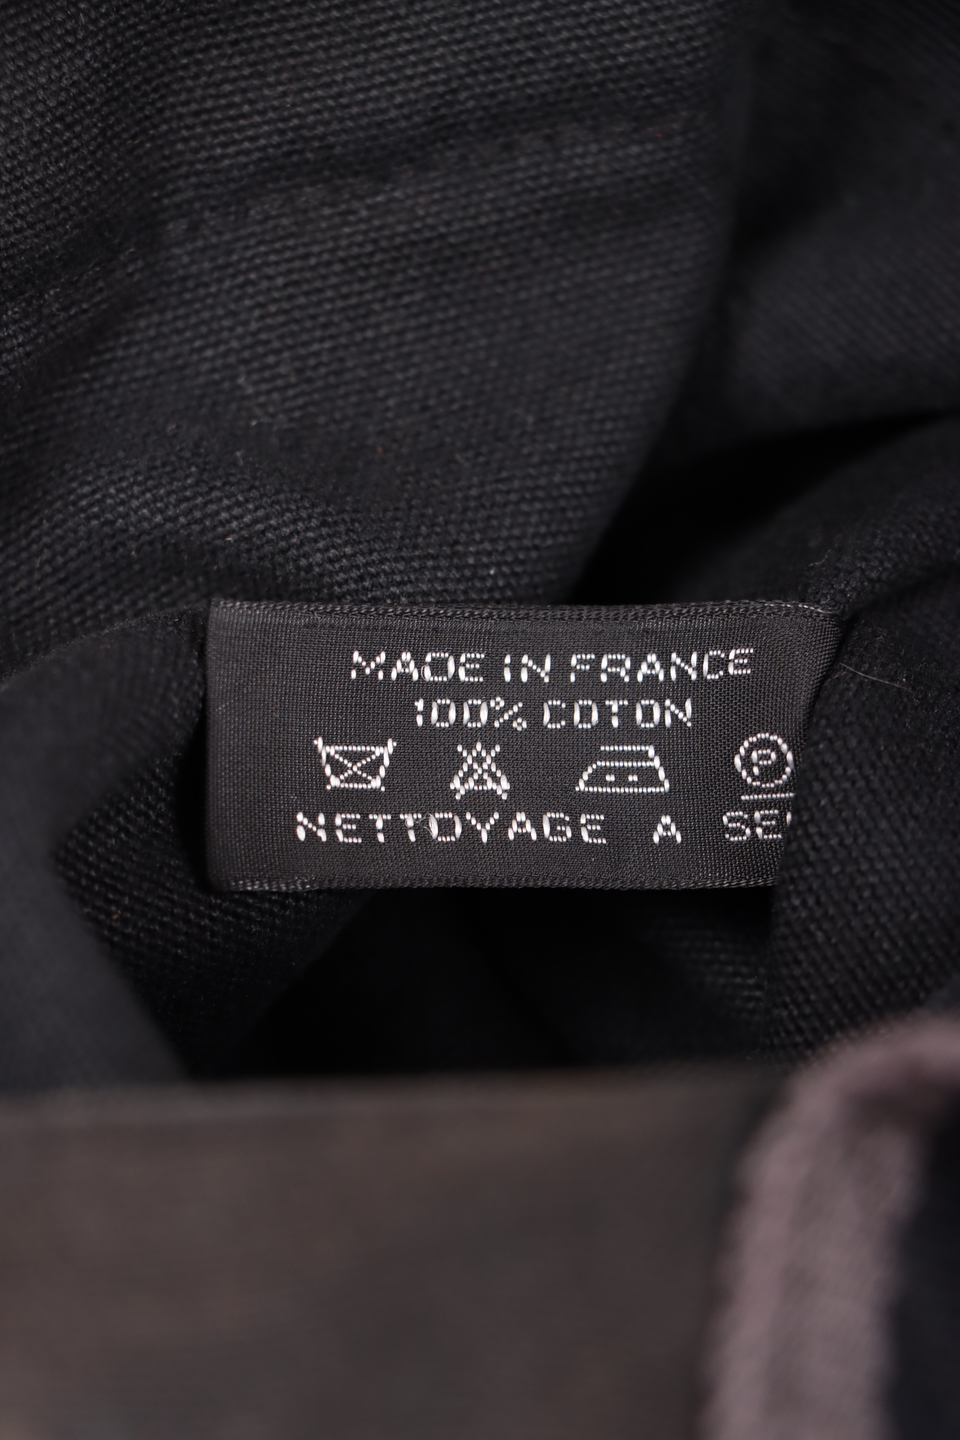 MADE IN FRANCE
100% COTON
P
NETTOYAGE A